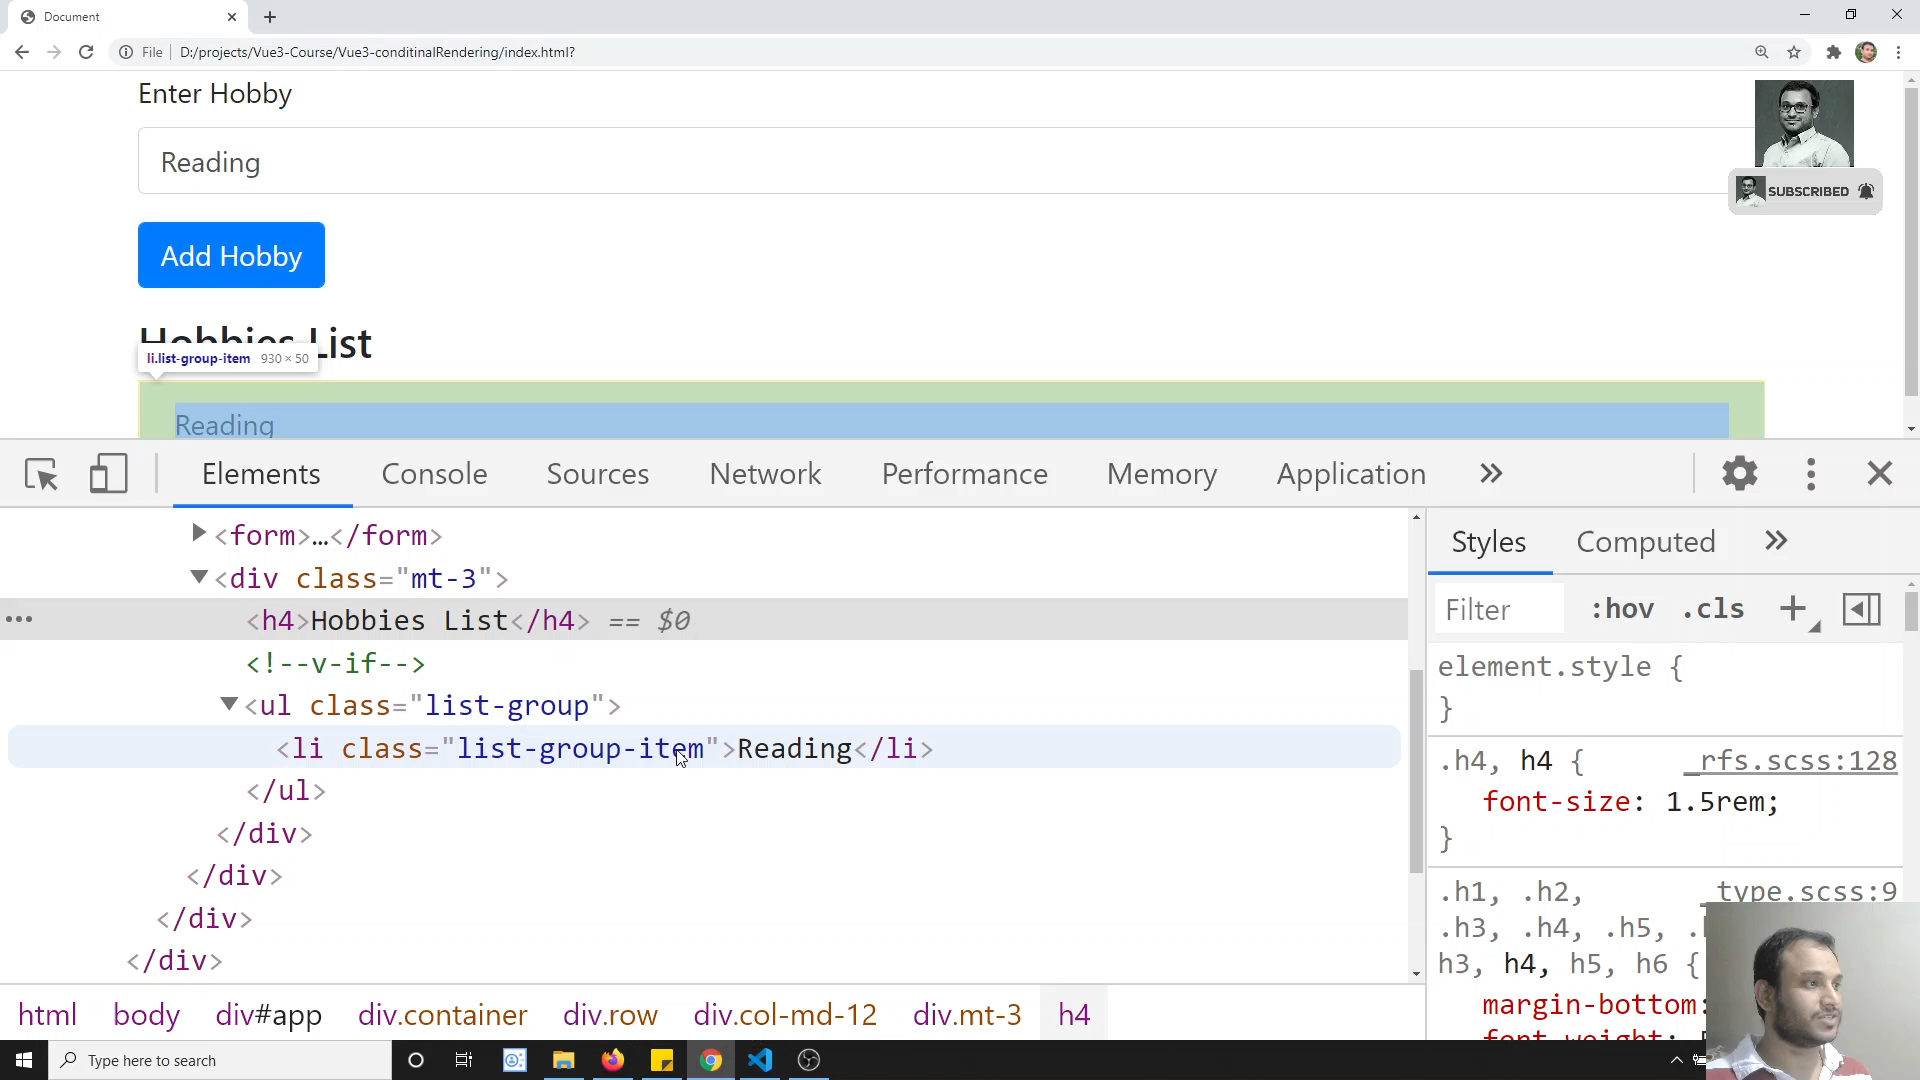 Document
File
D:/projects/Vue3-Course/Vue3-conditinalRendering/index.html?
Enter Hobby
Reading
SUBSCRIBED
Add Hobby
Hobbies List
li.list-group-item 930 × 50
Reading
Elements Console Sources Network Performance Memory Application »
<form>…</form>
<div class="mt-3">
<h4>Hobbies List</h4> == $0
<!--v-if-->
<ul class="list-group">
<li class="list-group-item">Reading</li>
</ul>
</div>
</div>
</div>
</div>
Styles Computed »
Filter :hov .cls
element.style {
}
.h4, h4 { _rfs.scss:128
font-size: 1.5rem;
}
.h1, .h2, _type.scss:9
.h3, .h4, .h5,
h3, h4, h5, h6 {
margin-bottom:
font-weight:
html body div#app div.container div.row div.col-md-12 div.mt-3 h4
Type here to search